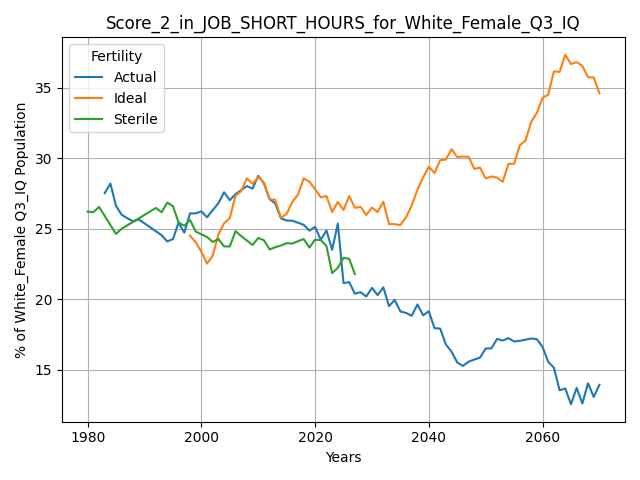 Score_2_in_JOB_SHORT_HOURS_for_White_Female_Q3_IQ
Fertility
Actual
Ideal
Sterile
% of White_Female Q3_IQ Population
35
30
25
20
15
1980
2000
2020
2040
2060
Years